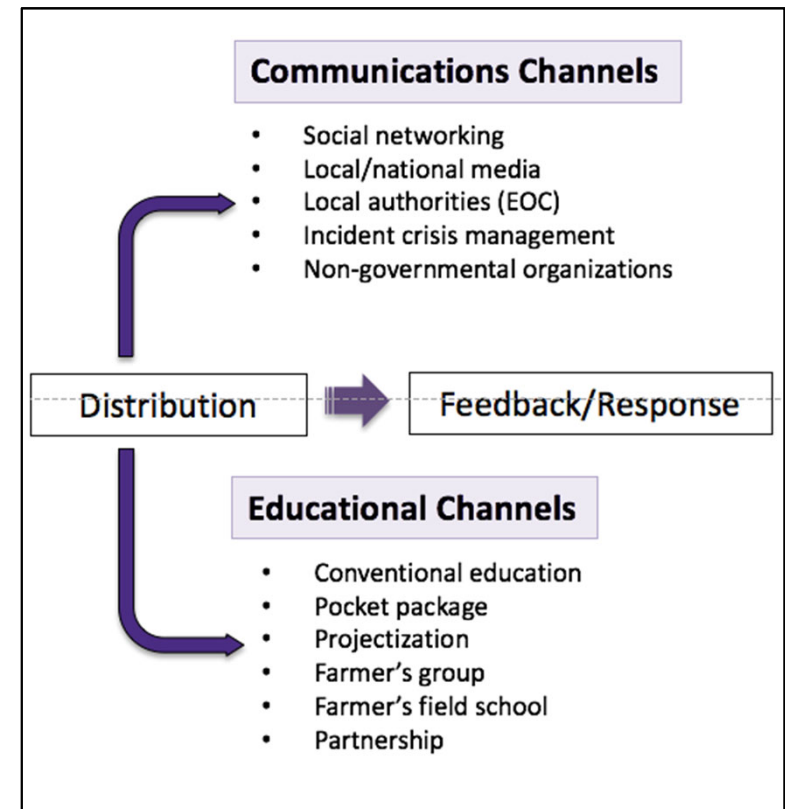 Communications Channels
• Social networking
• Local/national media
• Local authorities (EOC)
• Incident crisis management
• Non-governmental organizations
Distribution
Feedback/Response
Educational Channels
• Conventional education
• Pocket package
• Projectization
• Farmer's group
• Farmer's field school
• Partnership